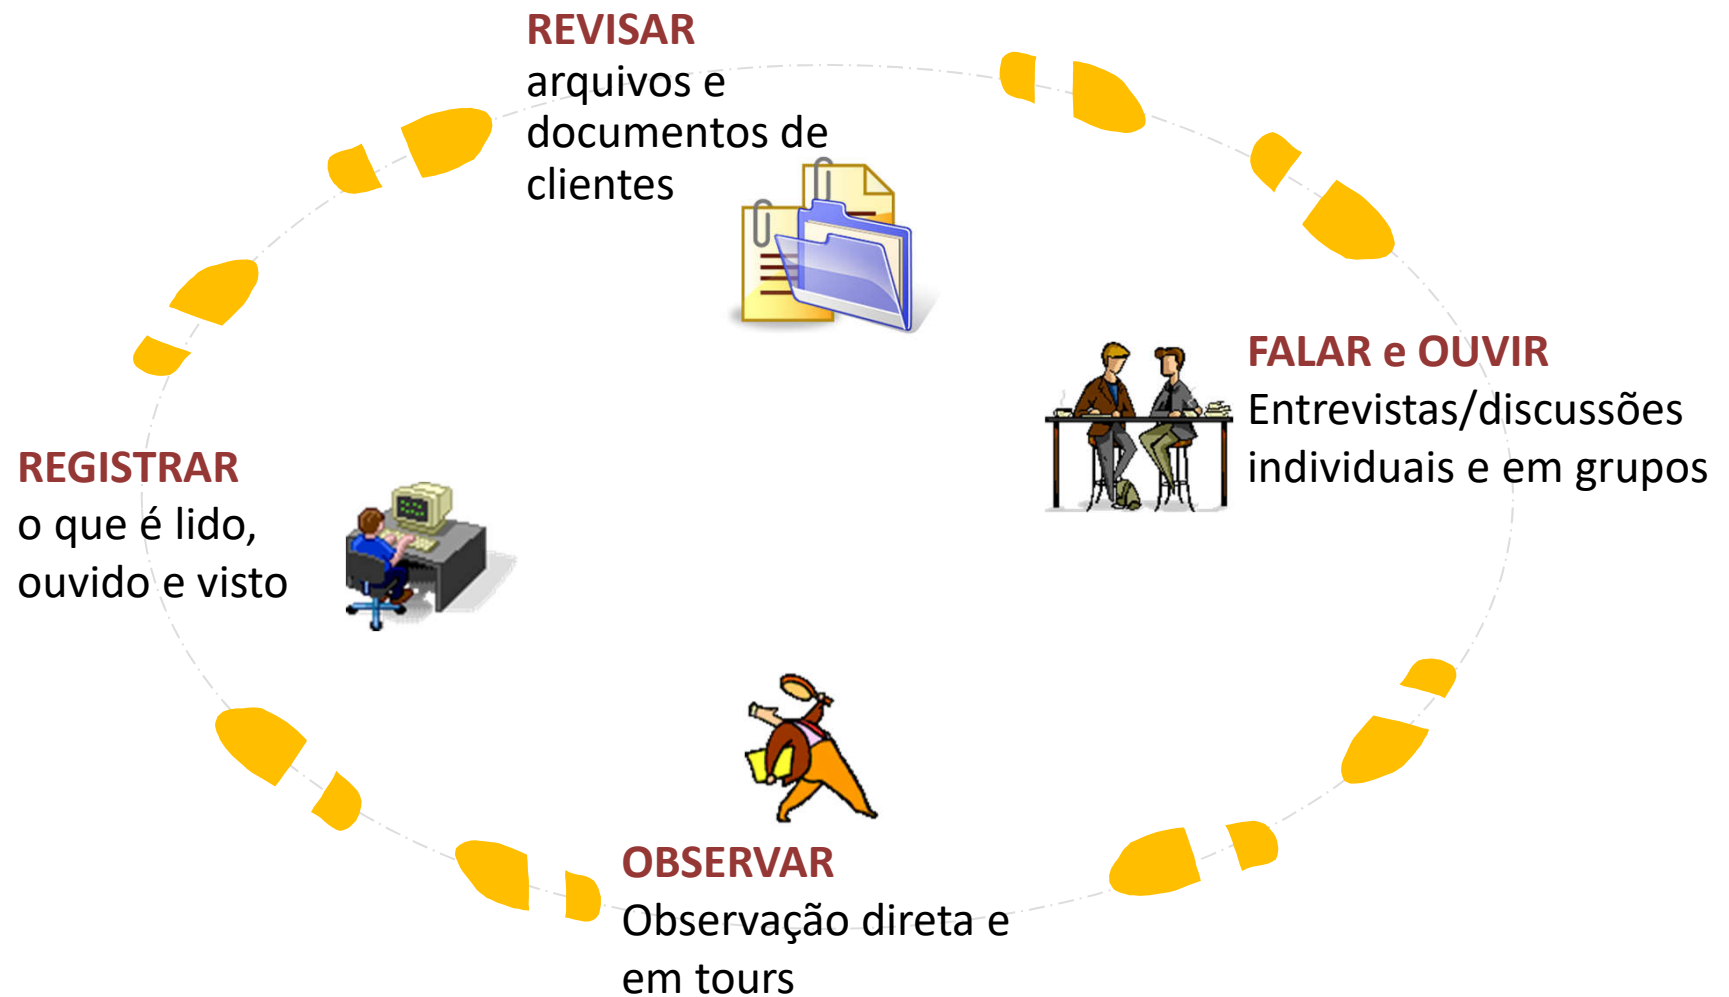 REVISAR
arquivos e
documentos de
clientes
FALAR e OUVIR
Entrevistas/discussões
individuais e em grupos
REGISTRAR
o que é lido,
ouvido e visto
OBSERVAR
Observação direta e
em tours